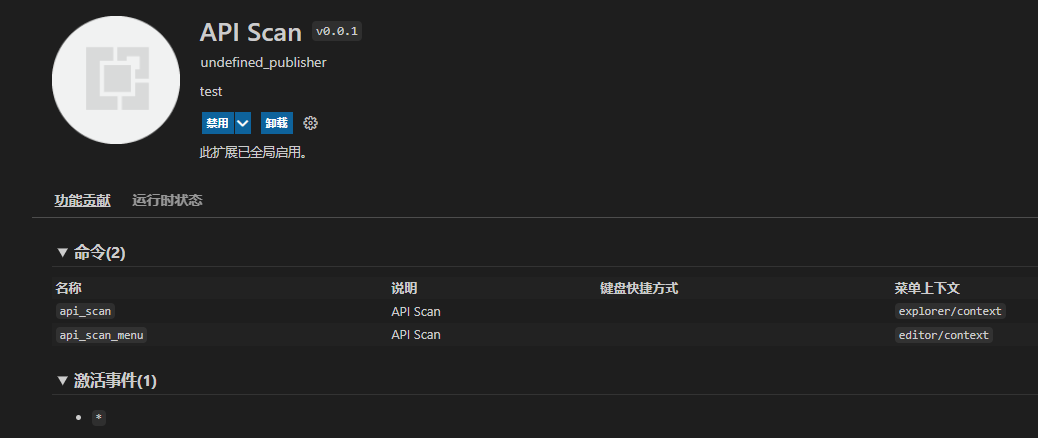 API Scan v0.0.1
undefined_publisher
test
禁用 卸载
此扩展已全局启用。
功能贡献 运行时状态
命令(2)
名称 说明 键盘快捷方式 菜单上下文
api_scan API Scan explorer/context
api_scan_menu API Scan editor/context
激活事件(1)
• *